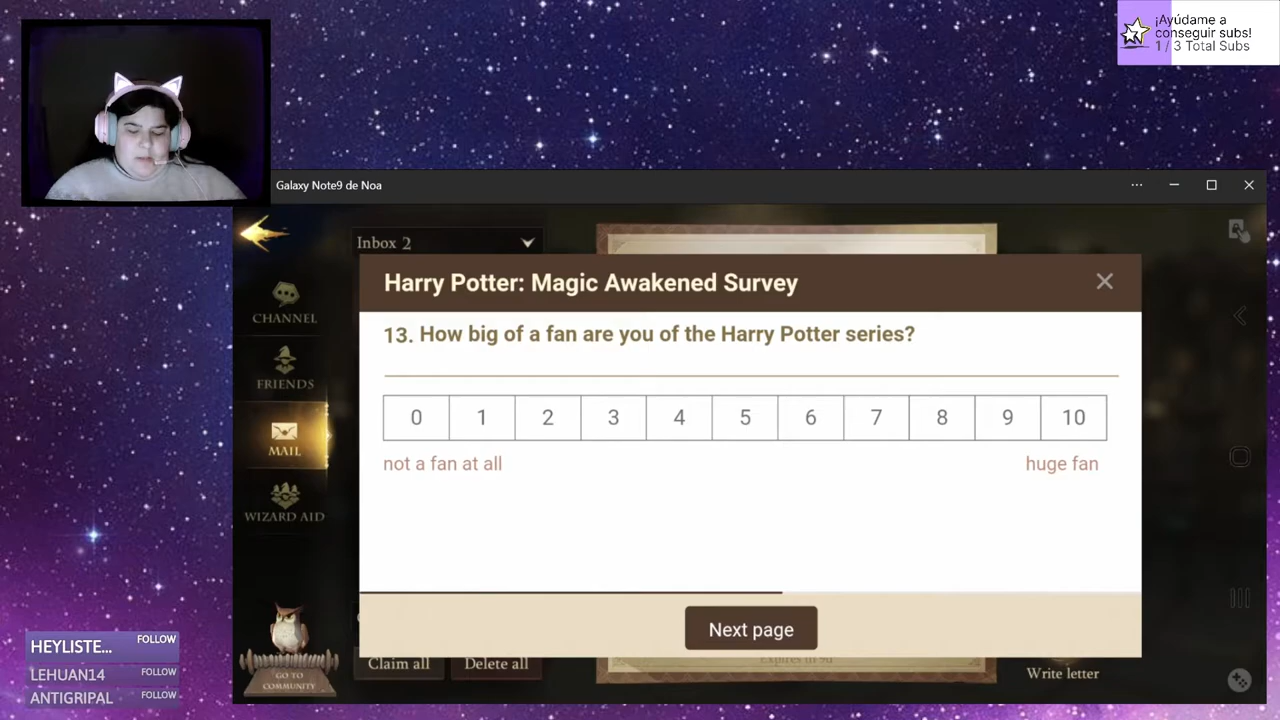 ¡Ayúdame a
conseguir subs!
1 / 3 Total Subs
Galaxy Note9 de Noa
Inbox 2
CHANNEL
FRIENDS
MAIL
WIZARD AID
GO TO
COMMUNITY
Harry Potter: Magic Awakened Survey
13. How big of a fan are you of the Harry Potter series?
0 1 2 3 4 5 6 7 8 9 10
not a fan at all huge fan
Next page
Claim all Delete all
Expires in 9d
Write letter
HEYLISTE... FOLLOW
LEHUAN14 FOLLOW
ANTIGRIPAL FOLLOW